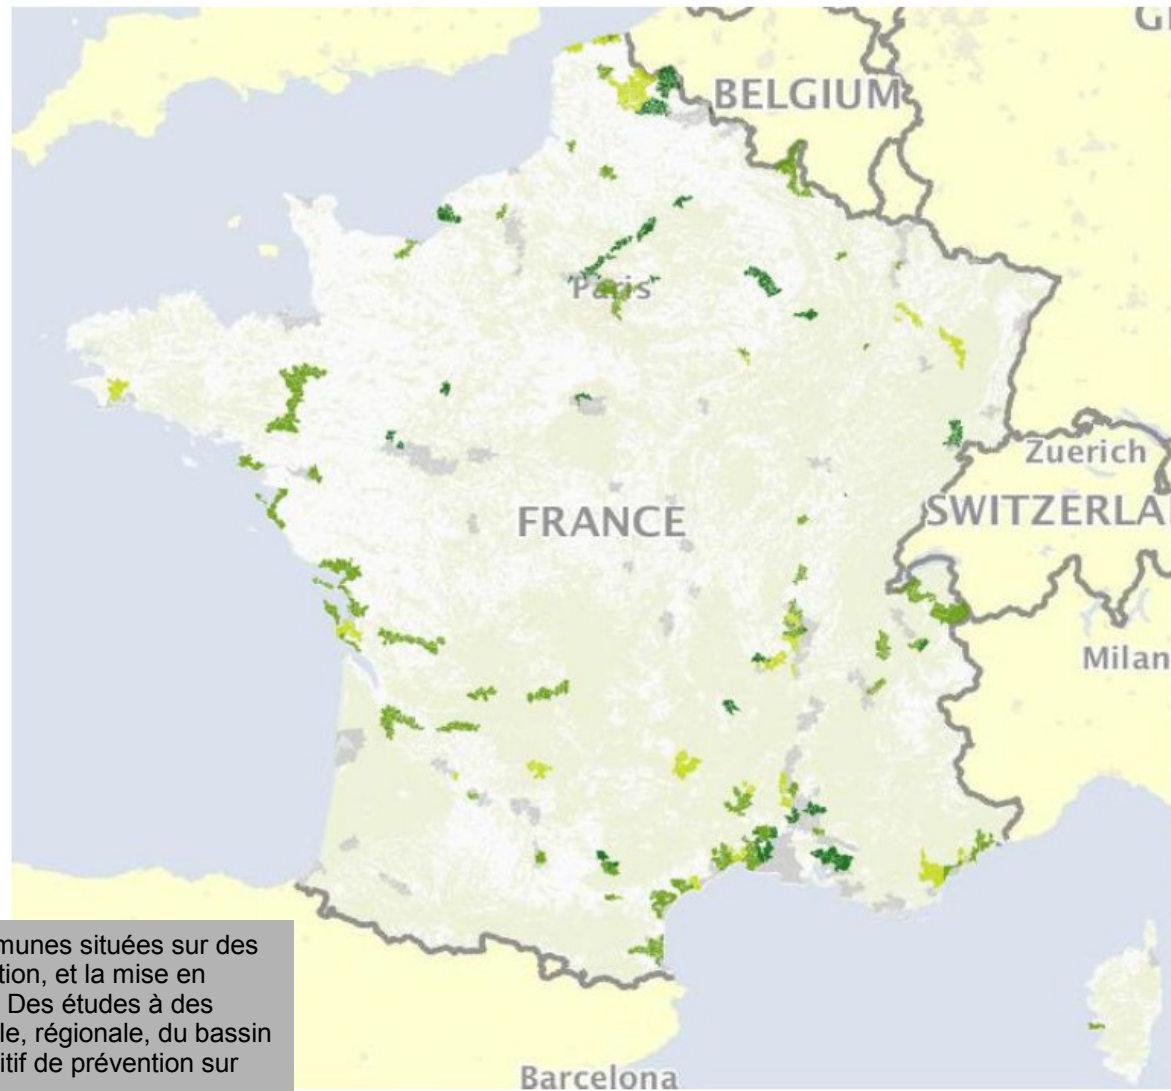 GE
BELGIUM
Paris
Zuerich
FRANCE
SWITZERLA
Milan
munes situées sur des
tion, et la mise en
Des études à des
le, régionale, du bassin
itif de prévention sur
Barcelona